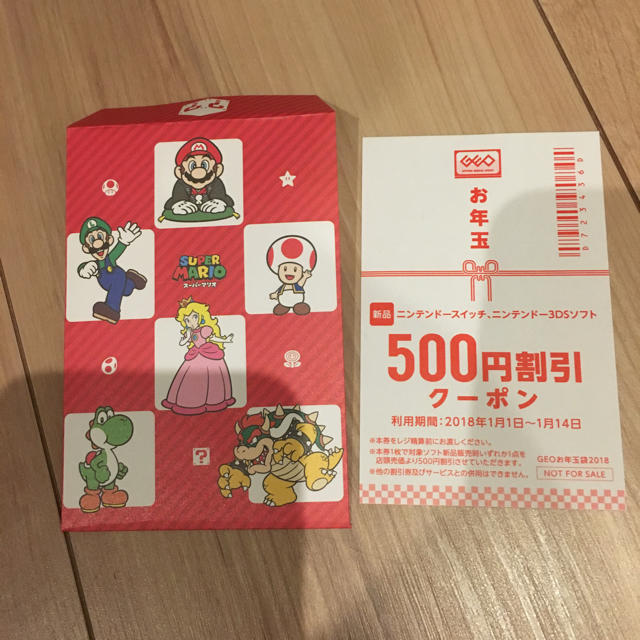 SUPER
MARIO
スーパーマリオ
?
GEO
お年玉
D7234360
新品 ニンテンドースイッチ、ニンテンドー3DSソフト
500円割引
クーポン
利用期間：2018年1月1日～1月14日
※本券をレジ精算前にお渡しください。
※本券1枚で対象ソフト新品販売時いずれか1点を
店頭売価より500円割引させていただきます。
※他の割引券及びサービスとの併用はできません。
GEOお年玉袋2018
NOT FOR SALE